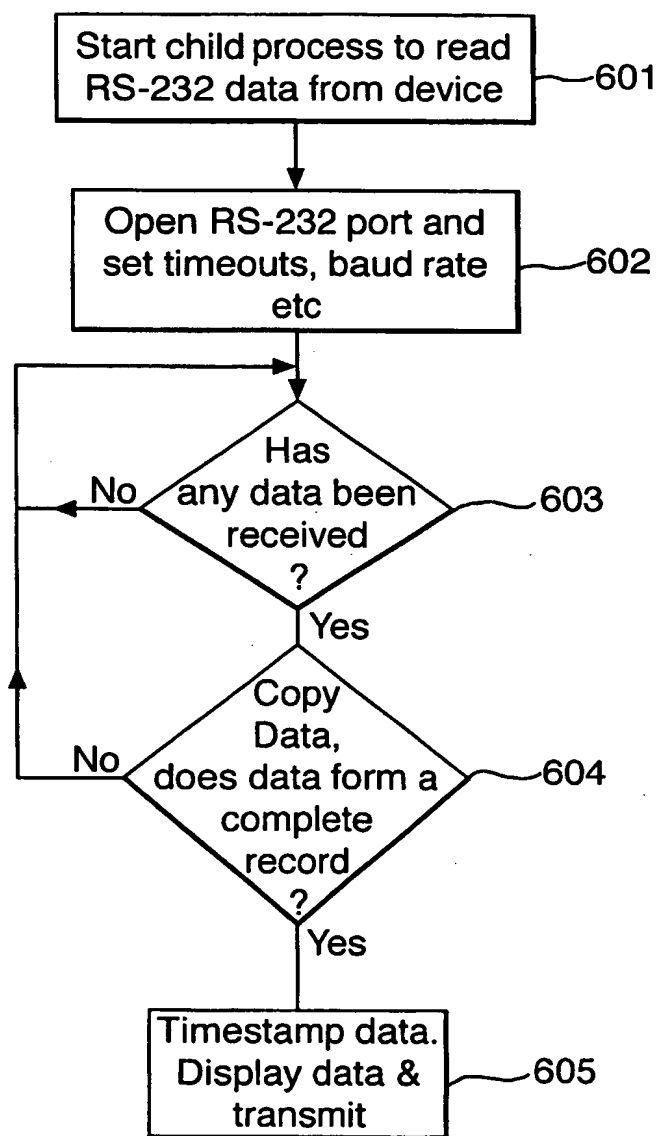 Start child process to read
RS-232 data from device
601
Open RS-232 port and
set timeouts, baud rate
etc
602
Has
any data been
received
?
603
No
Yes
Copy
Data,
does data form a
complete
record
?
604
No
Yes
Timestamp data.
Display data &
transmit
605